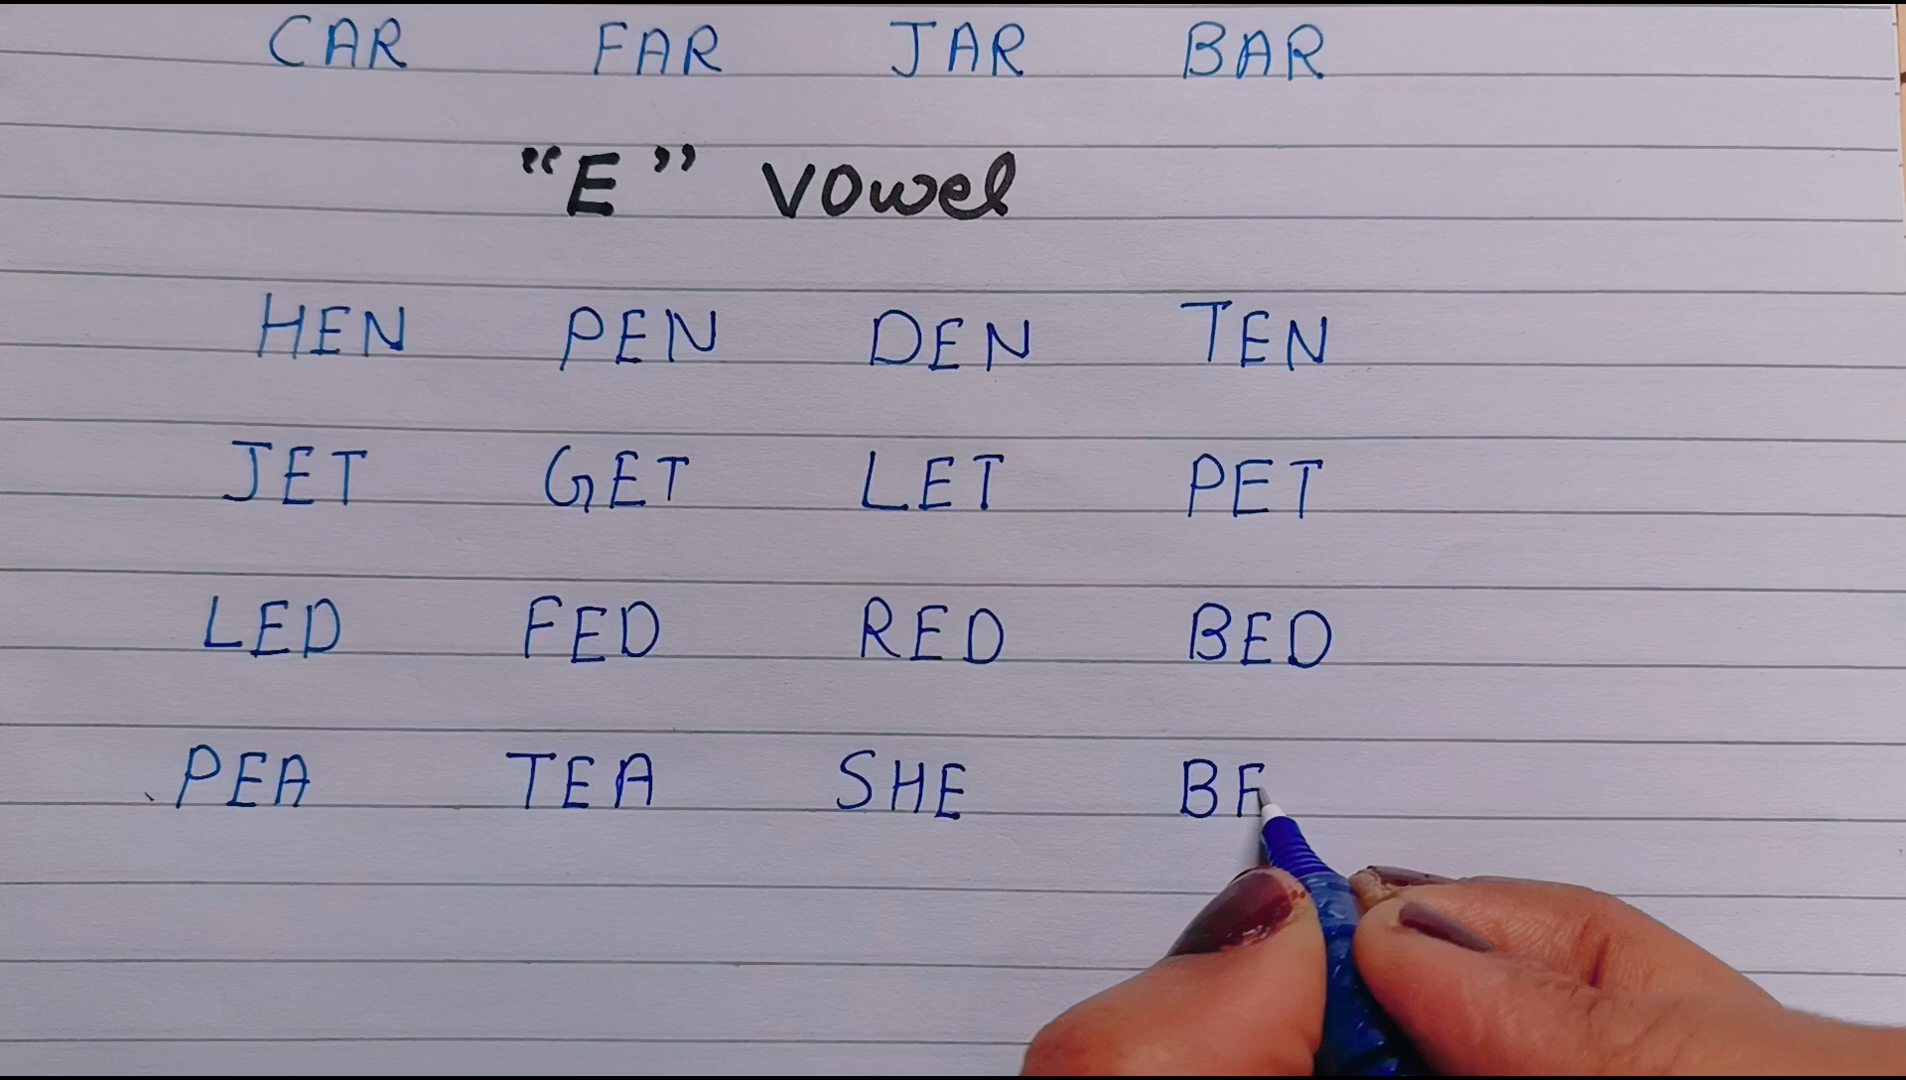 CAR FAR JAR BAR
"E" vowel
HEN PEN DEN TEN
JET GET LET PET
LED FED RED BED
PEA TEA SHE